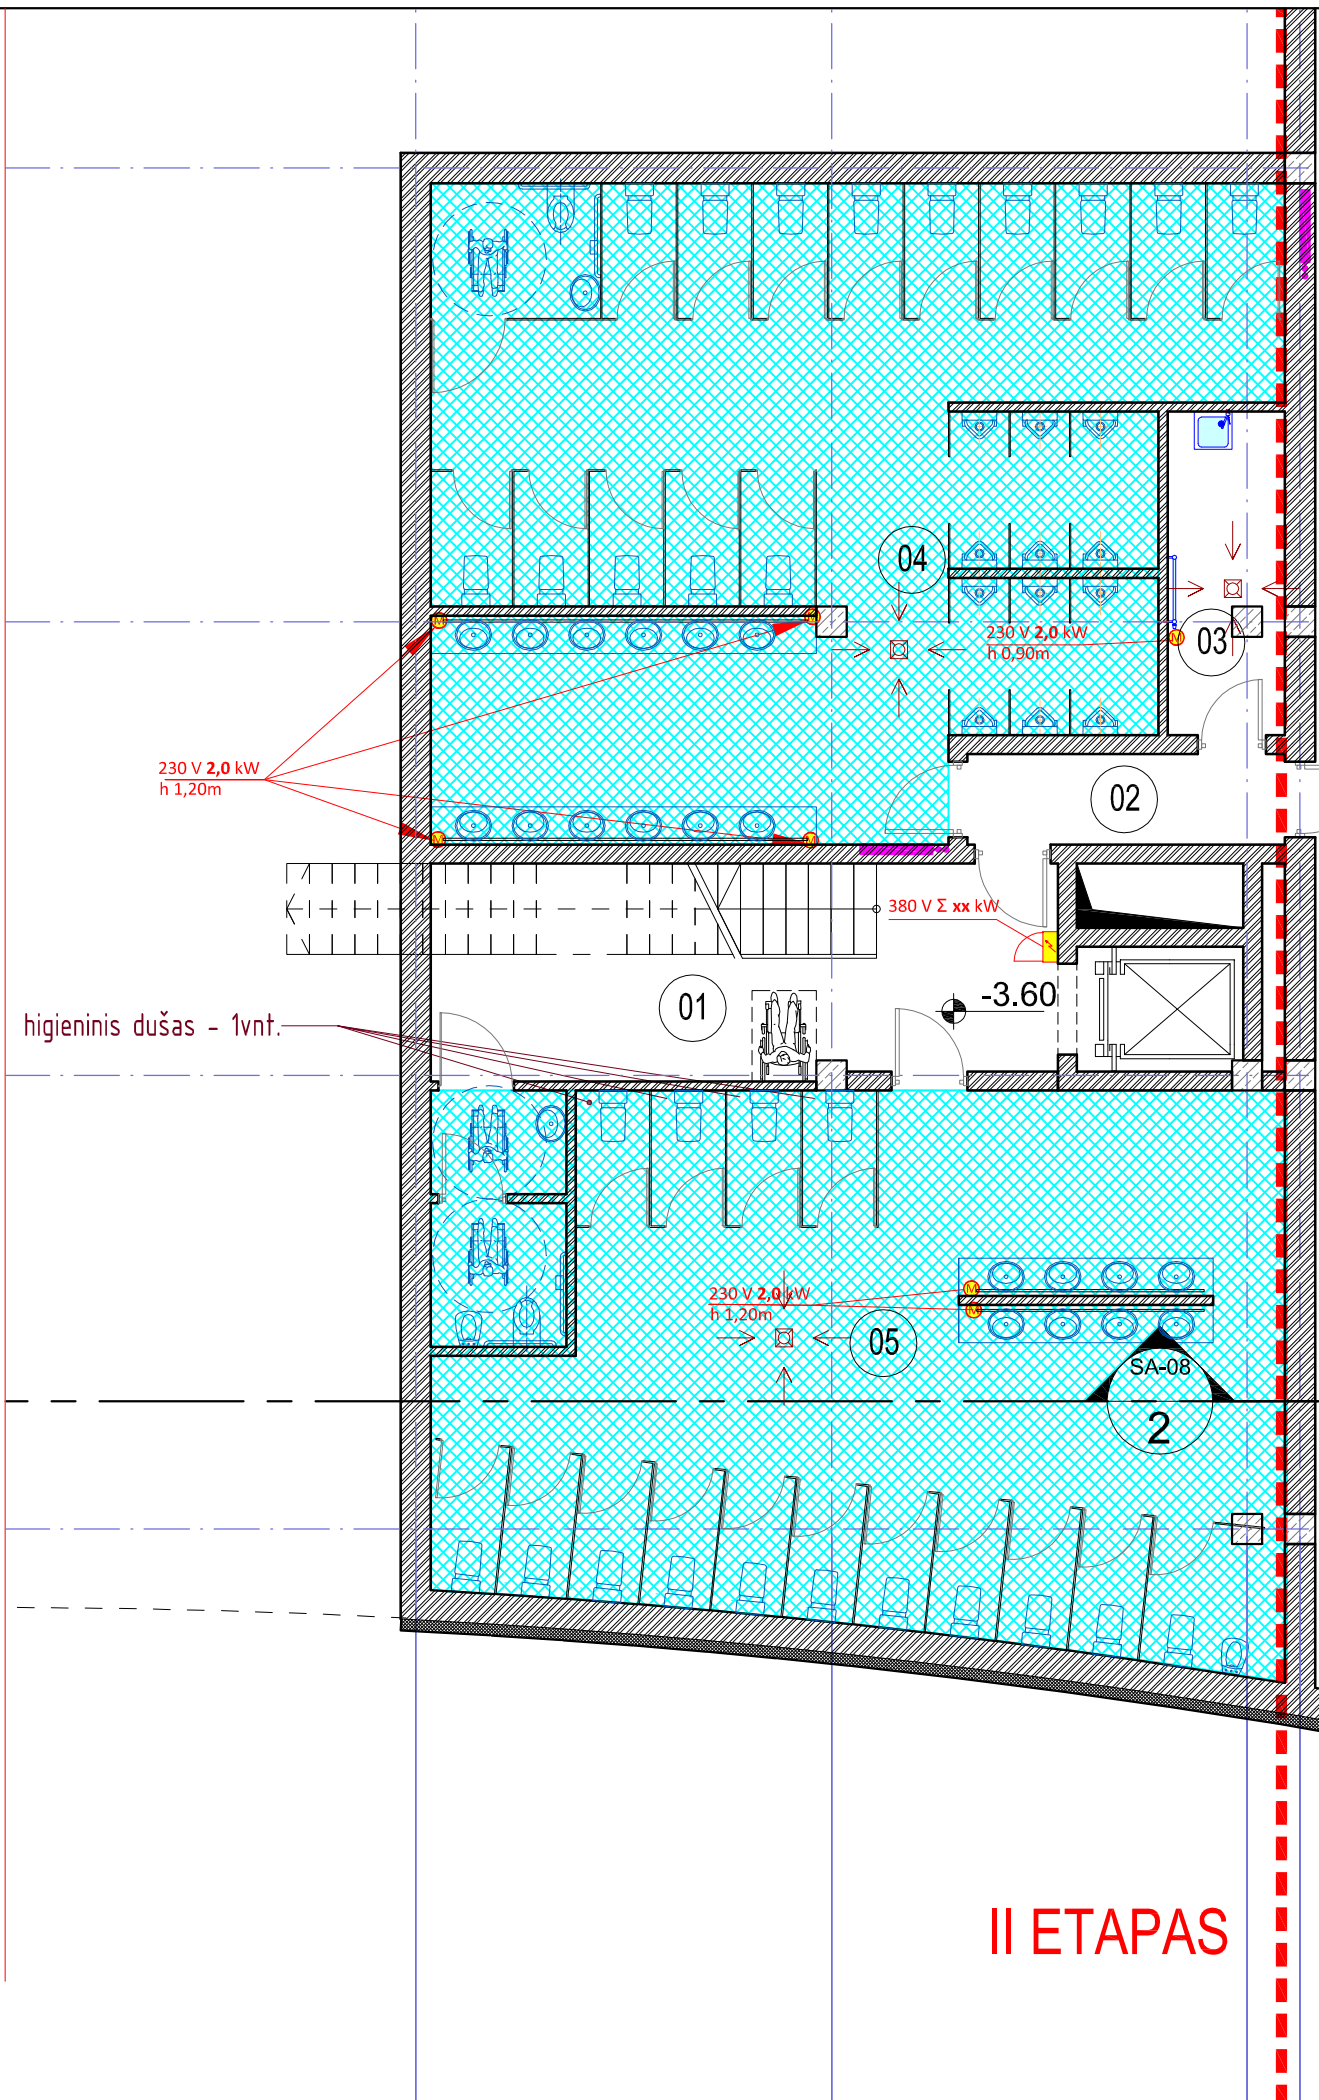 04
230 V 2,0 kW
h 0,90m
03
230 V 2,0 kW
h 1,20m
02
380 V Σ xx kW
-3.60
01
higieninis dušas - 1vnt.
230 V 2,0 kW
h 1,20m
05
SA-08
2
II ETAPAS
M
M
M
M
M
M
M